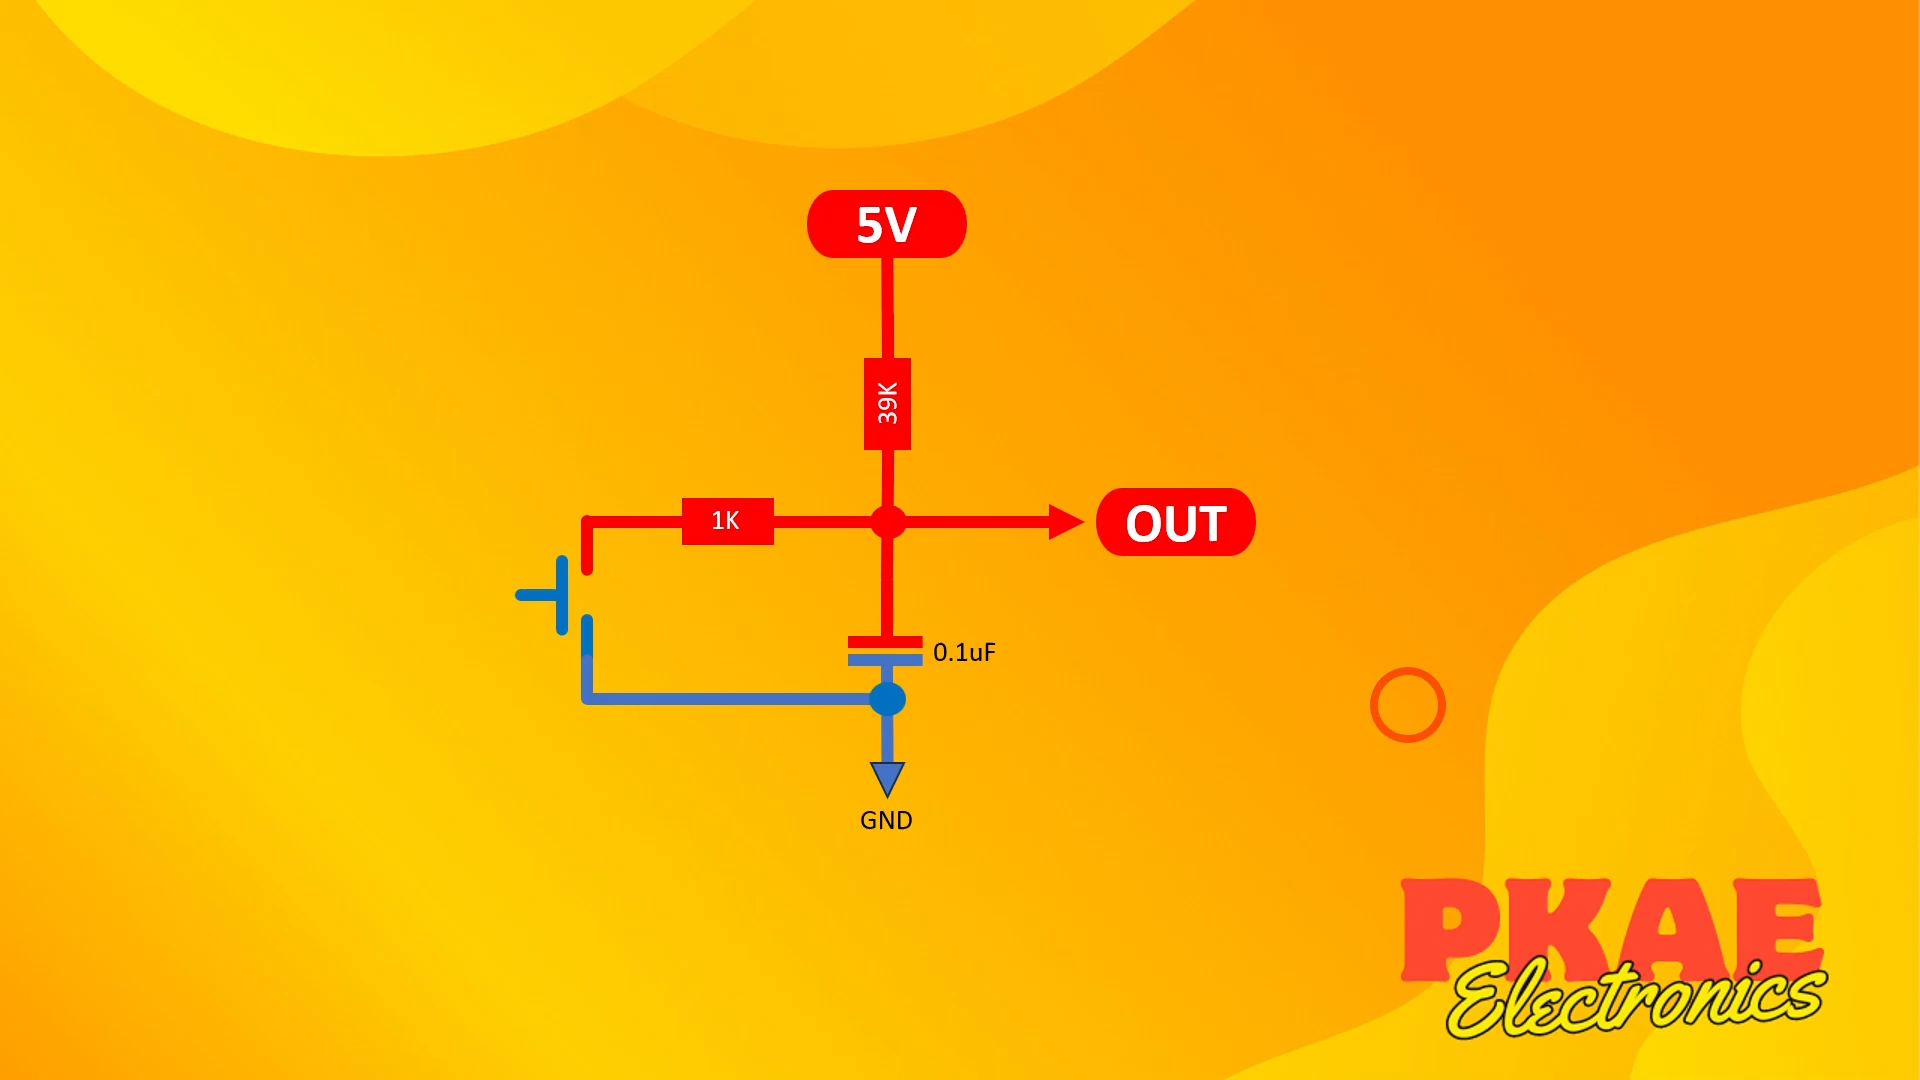 5V
39K
1K
OUT
0.1uF
GND
PKAE
Electronics